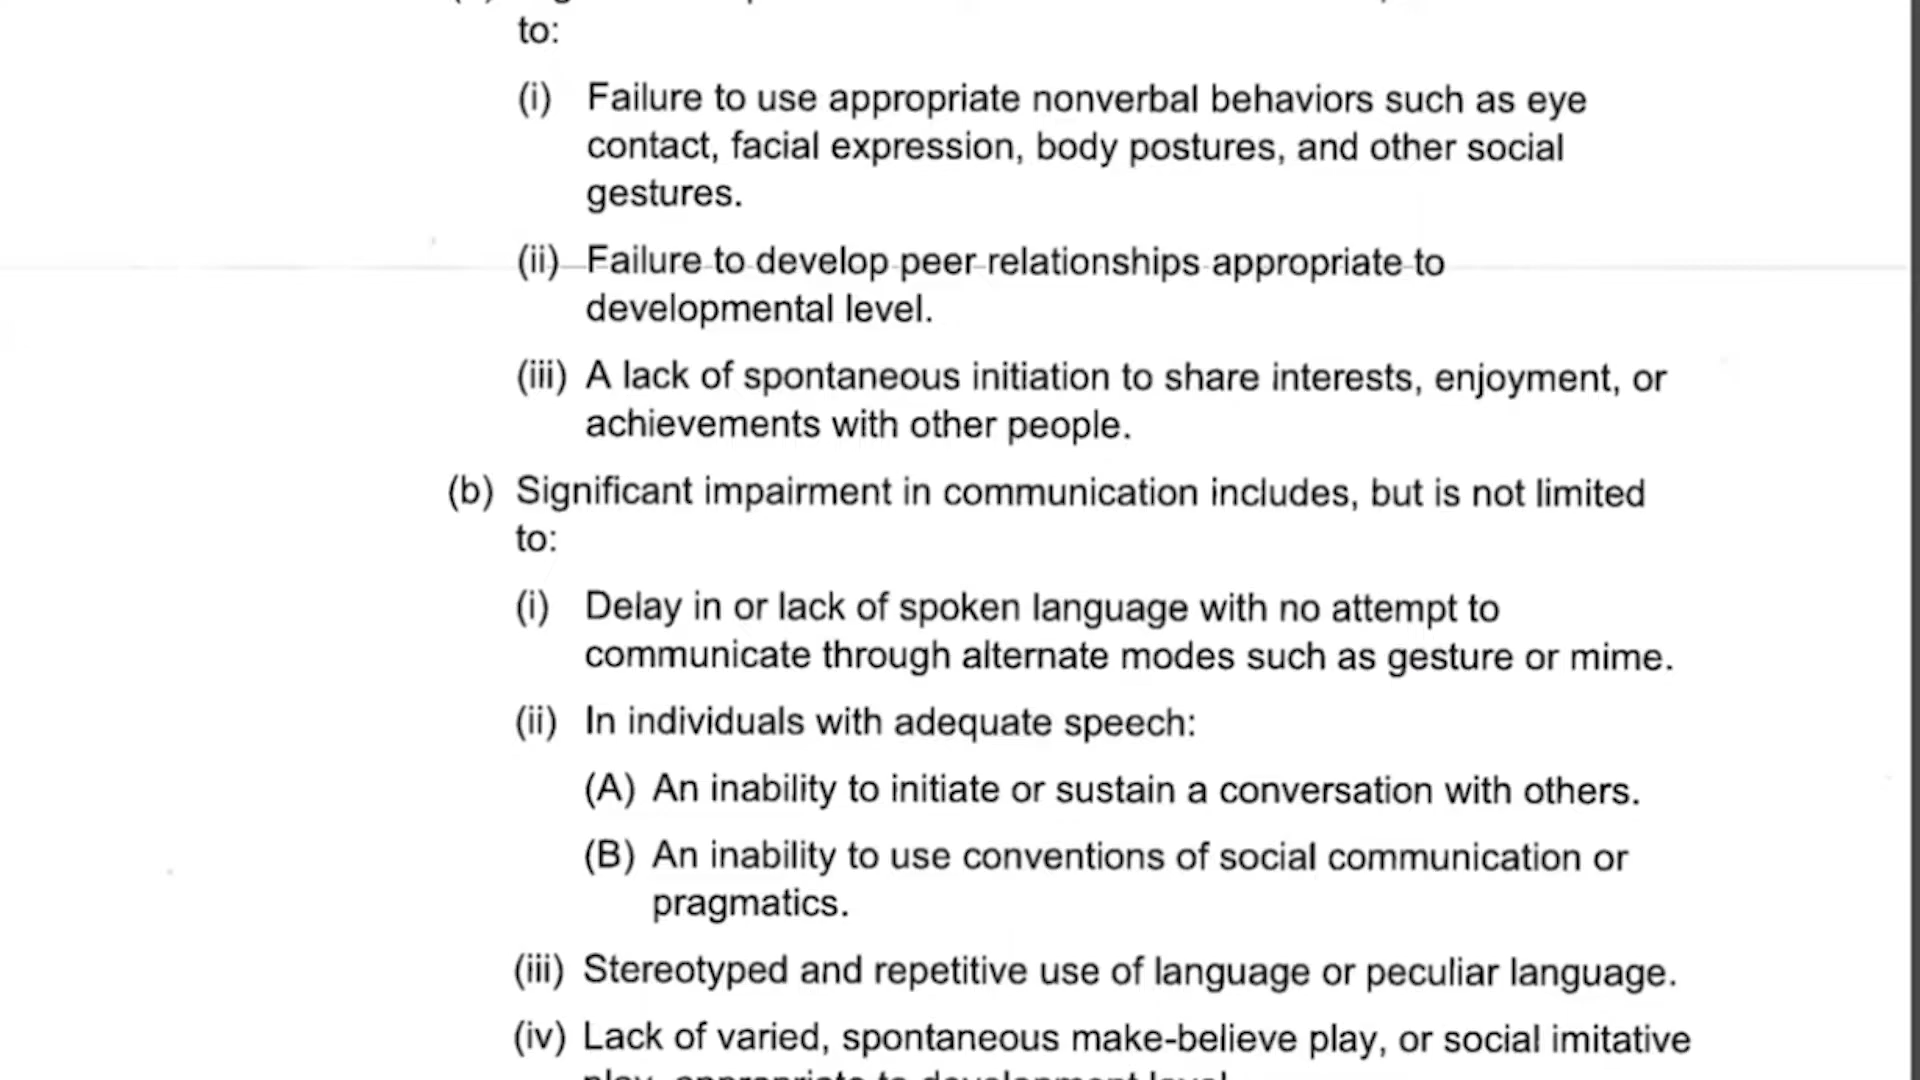 to:
(i) Failure to use appropriate nonverbal behaviors such as eye
contact, facial expression, body postures, and other social
gestures.
(ii) Failure to develop peer relationships appropriate to
developmental level.
(iii) A lack of spontaneous initiation to share interests, enjoyment, or
achievements with other people.
(b) Significant impairment in communication includes, but is not limited
to:
(i) Delay in or lack of spoken language with no attempt to
communicate through alternate modes such as gesture or mime.
(ii) In individuals with adequate speech:
(A) An inability to initiate or sustain a conversation with others.
(B) An inability to use conventions of social communication or
pragmatics.
(iii) Stereotyped and repetitive use of language or peculiar language.
(iv) Lack of varied, spontaneous make-believe play, or social imitative
play, appropriate to development level.